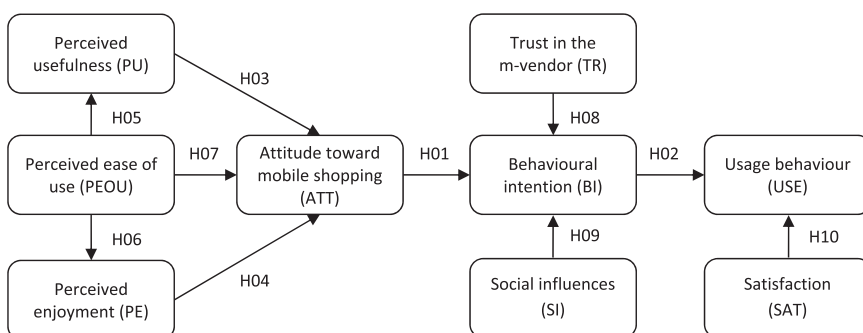 Perceived
usefulness (PU)
Trust in the
m-vendor (TR)
H03
H05
H08
Perceived ease of
use (PEOU)
H07
Attitude toward
mobile shopping
(ATT)
H01
Behavioural
intention (BI)
H02
Usage behaviour
(USE)
H06
H04
H09
H10
Perceived
enjoyment (PE)
Social influences
(SI)
Satisfaction
(SAT)